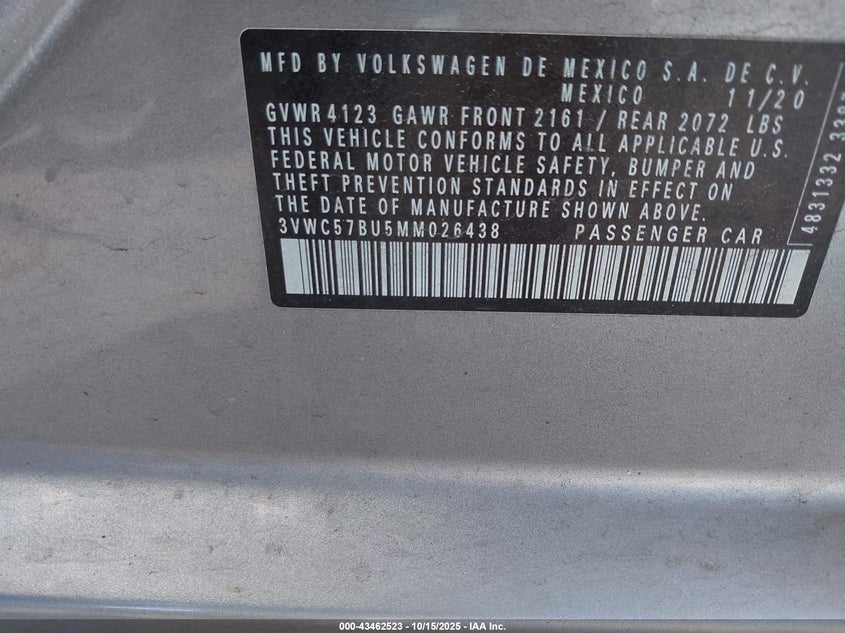 MFD BY VOLKSWAGEN DE MEXICO S.A. DE C.V.
MEXICO 11/20
GVWR 4123 GAWR FRONT 2161 / REAR 2072 LBS
THIS VEHICLE CONFORMS TO ALL APPLICABLE U.S.
FEDERAL MOTOR VEHICLE SAFETY, BUMPER AND
THEFT PREVENTION STANDARDS IN EFFECT ON
THE DATE OF MANUFACTURE SHOWN ABOVE.
3VWC57BU5MM026438 PASSENGER CAR
4831332
000-43462523 - 10/15/2025 - IAA Inc.